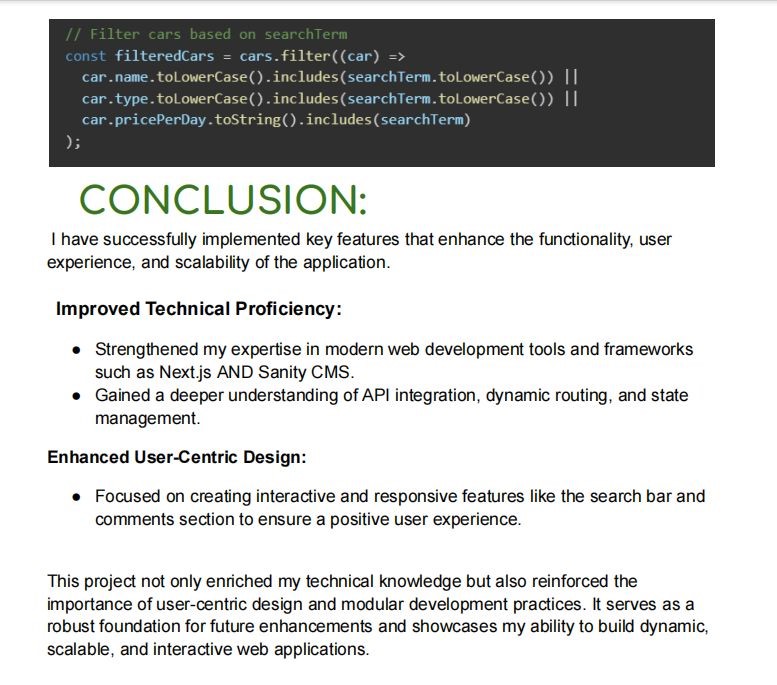 // Filter cars based on searchTerm
const filteredCars = cars.filter((car) =>
  car.name.toLowerCase().includes(searchTerm.toLowerCase()) ||
  car.type.toLowerCase().includes(searchTerm.toLowerCase()) ||
  car.pricePerDay.toString().includes(searchTerm)
);
CONCLUSION:
I have successfully implemented key features that enhance the functionality, user
experience, and scalability of the application.
Improved Technical Proficiency:
● Strengthened my expertise in modern web development tools and frameworks
such as Next.js AND Sanity CMS.
● Gained a deeper understanding of API integration, dynamic routing, and state
management.
Enhanced User-Centric Design:
● Focused on creating interactive and responsive features like the search bar and
comments section to ensure a positive user experience.
This project not only enriched my technical knowledge but also reinforced the
importance of user-centric design and modular development practices. It serves as a
robust foundation for future enhancements and showcases my ability to build dynamic,
scalable, and interactive web applications.